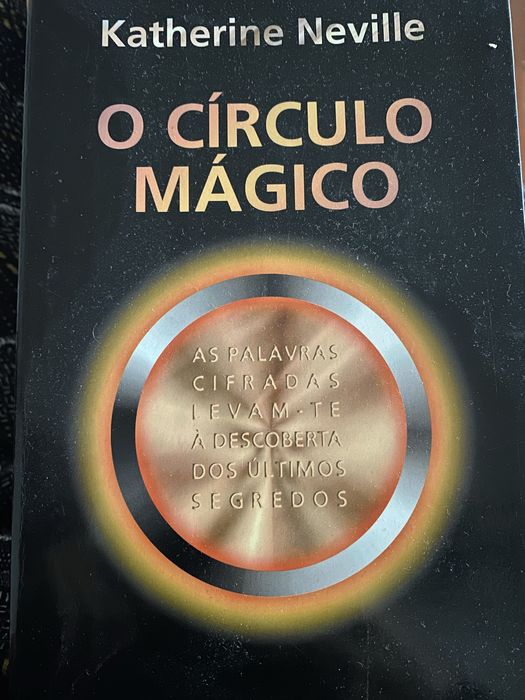 Katherine Neville
O CÍRCULO
MÁGICO
AS PALAVRAS
CIFRADAS
LEVAM-TE
À DESCOBERTA
DOS ÚLTIMOS
SEGREDOS